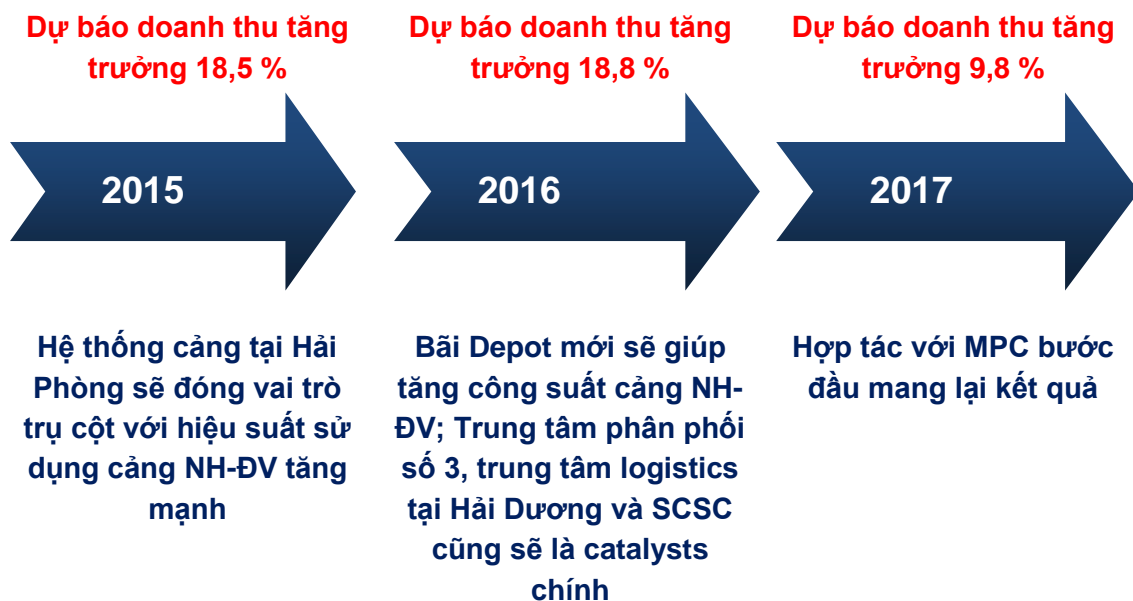 Dự báo doanh thu tăng
trưởng 18,5 %
Dự báo doanh thu tăng
trưởng 18,8 %
Dự báo doanh thu tăng
trưởng 9,8 %
2015
2016
2017
Hệ thống cảng tại Hải
Phòng sẽ đóng vai trò
trụ cột với hiệu suất sử
dụng cảng NH-ĐV tăng
mạnh
Bãi Depot mới sẽ giúp
tăng công suất cảng NH-
ĐV; Trung tâm phân phối
số 3, trung tâm logistics
tại Hải Dương và SCSC
cũng sẽ là catalysts
chính
Hợp tác với MPC bước
đầu mang lại kết quả